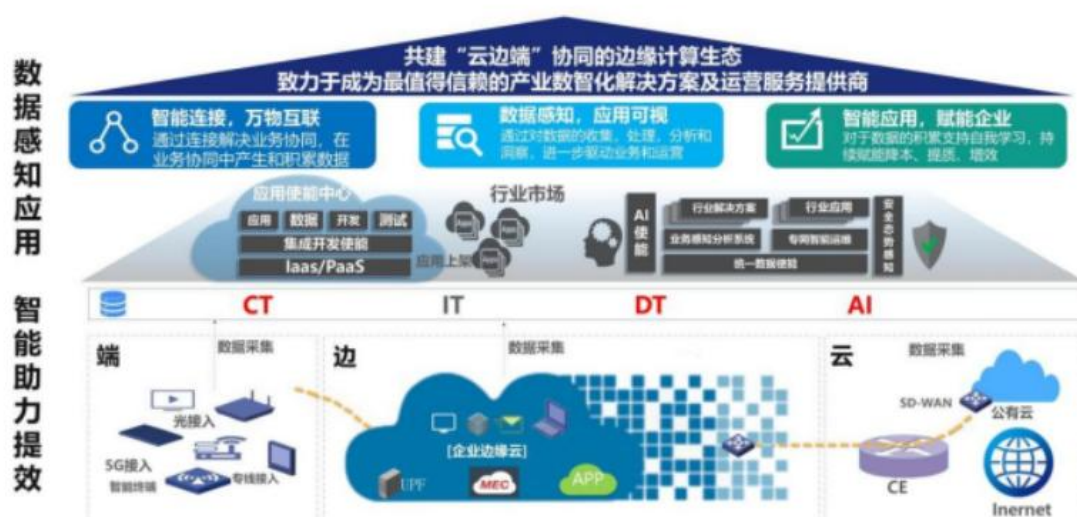 共建“云边端”协同的边缘计算生态
致力于成为最值得信赖的产业数智化解决方案及运营服务提供商
数据感知应用
智能连接，万物互联
通过连接解决业务协同，在
业务协同中产生和积累数据
数据感知，应用可视
通过对数据的收集，处理，分析和
洞察，进一步驱动业务和运营
智能应用，赋能企业
对于数据的积累支持自我学习，持
续赋能降本、提质、增效
应用使能中心
应用
数据
开发
测试
集成开发使能
Iaas/PaaS
行业市场
应用上架
AI使能
行业解决方案
行业应用
业务感知分析系统
专网智能运维
统一数据使能
安全态势感知
智能助力提效
CT
IT
DT
AI
端
数据采集
光接入
5G接入
智能终端
专线接入
边
数据采集
[企业边缘云]
UPF
MEC
APP
云
数据采集
SD-WAN
公有云
CE
Inernet